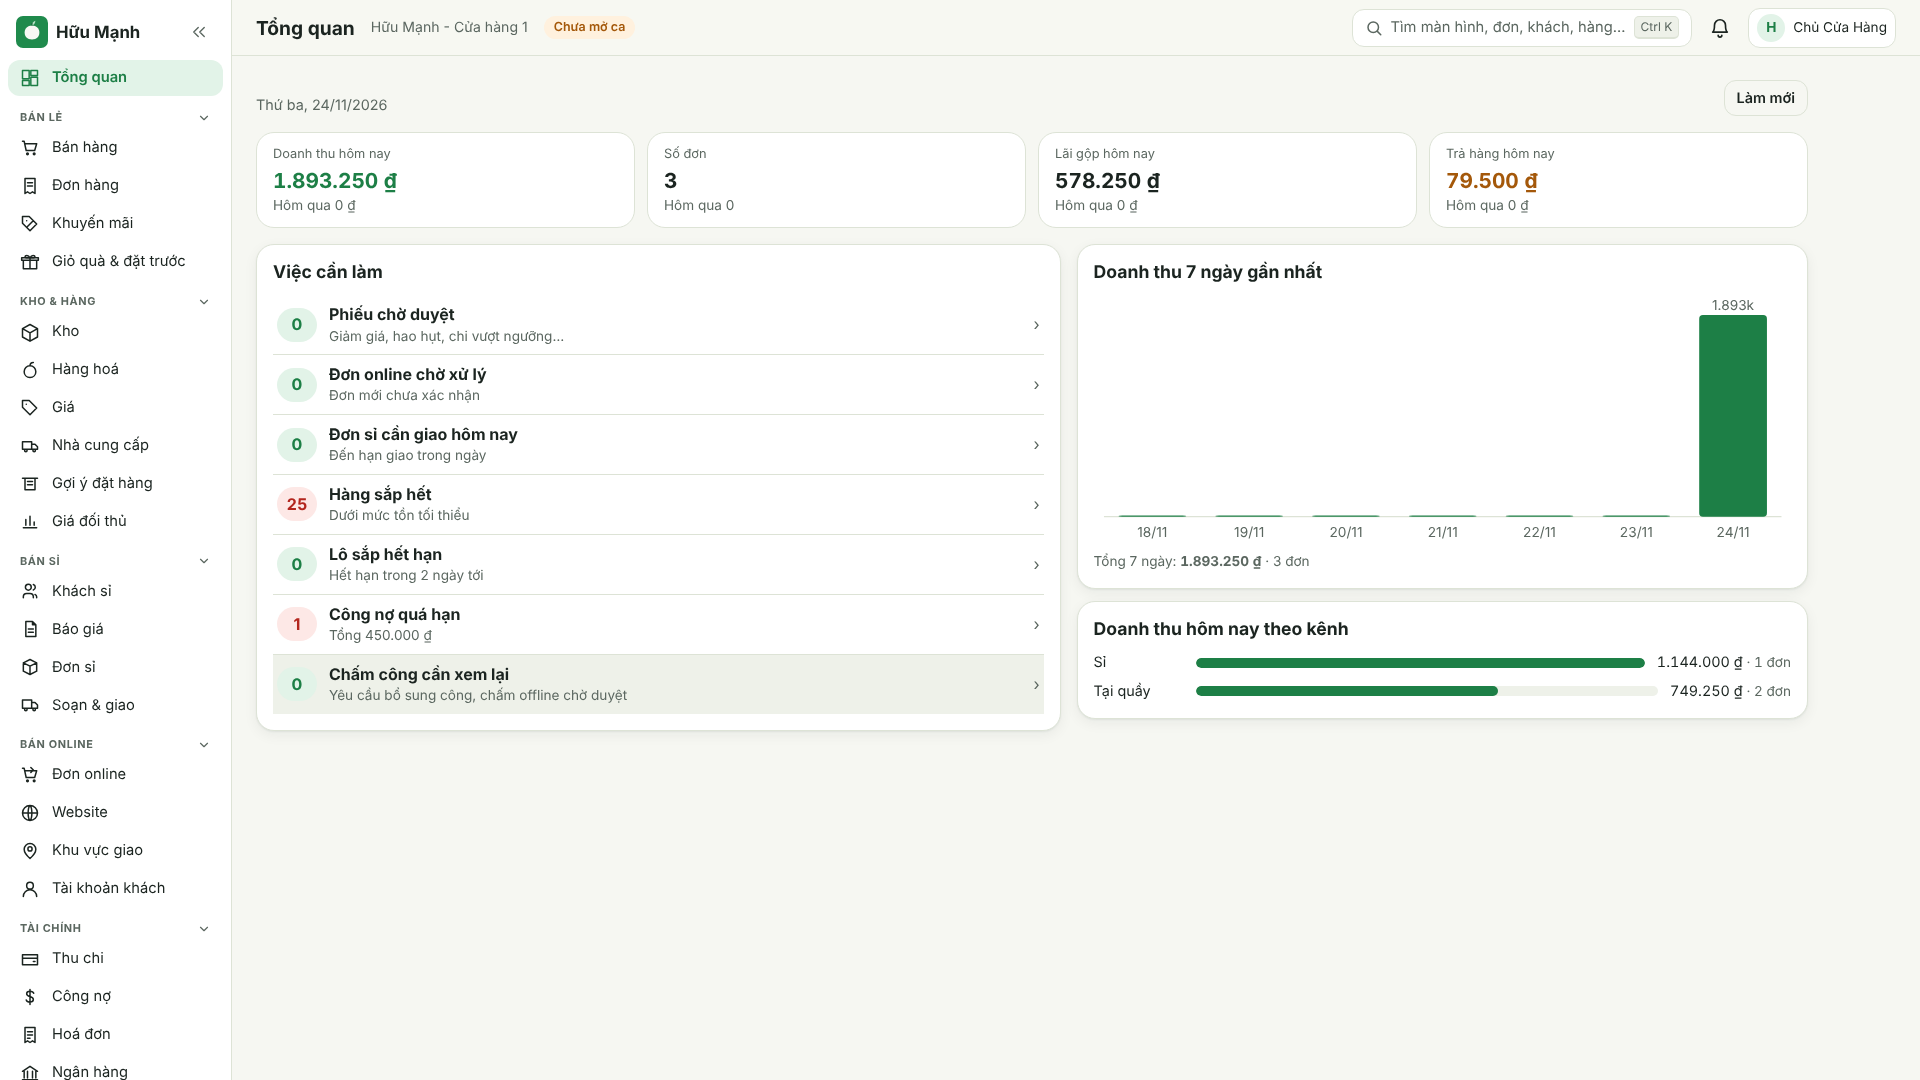 Hữu Mạnh
Tổng quan
BÁN LẺ
Bán hàng
Đơn hàng
Khuyến mãi
Giỏ quà & đặt trước
KHO & HÀNG
Kho
Hàng hoá
Giá
Nhà cung cấp
Gợi ý đặt hàng
Giá đối thủ
BÁN SỈ
Khách sỉ
Báo giá
Đơn sỉ
Soạn & giao
BÁN ONLINE
Đơn online
Website
Khu vực giao
Tài khoản khách
TÀI CHÍNH
Thu chi
Công nợ
Hoá đơn
Ngân hàng
Tổng quan Hữu Mạnh - Cửa hàng 1 Chưa mở ca
Tìm màn hình, đơn, khách, hàng... Ctrl K
H Chủ Cửa Hàng
Thứ ba, 24/11/2026
Làm mới
Doanh thu hôm nay
1.893.250 ₫
Hôm qua 0 ₫
Số đơn
3
Hôm qua 0
Lãi gộp hôm nay
578.250 ₫
Hôm qua 0 ₫
Trả hàng hôm nay
79.500 ₫
Hôm qua 0 ₫
Việc cần làm
0 Phiếu chờ duyệt
Giảm giá, hao hụt, chi vượt ngưỡng...
0 Đơn online chờ xử lý
Đơn mới chưa xác nhận
0 Đơn sỉ cần giao hôm nay
Đến hạn giao trong ngày
25 Hàng sắp hết
Dưới mức tồn tối thiểu
0 Lô sắp hết hạn
Hết hạn trong 2 ngày tới
1 Công nợ quá hạn
Tổng 450.000 ₫
0 Chấm công cần xem lại
Yêu cầu bổ sung công, chấm offline chờ duyệt
Doanh thu 7 ngày gần nhất
1.893k
18/11 19/11 20/11 21/11 22/11 23/11 24/11
Tổng 7 ngày: 1.893.250 ₫ · 3 đơn
Doanh thu hôm nay theo kênh
Sỉ 1.144.000 ₫ · 1 đơn
Tại quầy 749.250 ₫ · 2 đơn